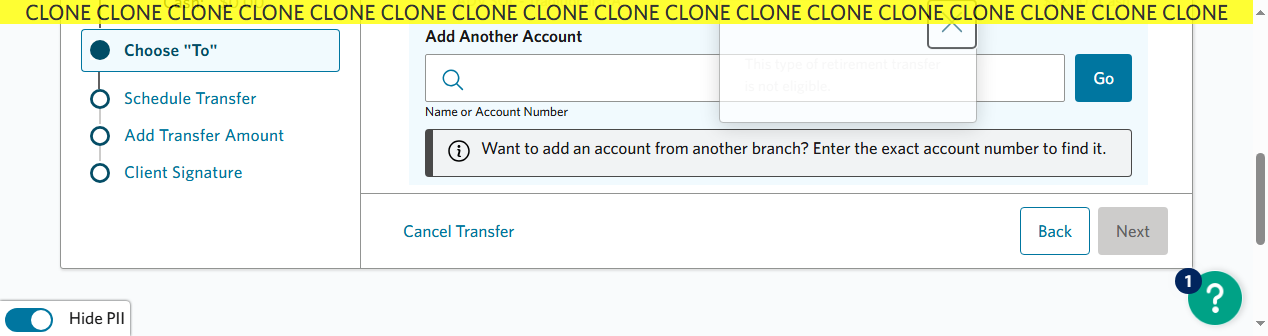 CLONE CLONE CLONE CLONE CLONE CLONE CLONE CLONE CLONE CLONE CLONE CLONE CLONE CLONE CLONE CLONE CLONE
Choose "To"
Schedule Transfer
Add Transfer Amount
Client Signature
Add Another Account
This type of retirement transfer
is not eligible.
Go
Name or Account Number
Want to add an account from another branch? Enter the exact account number to find it.
Cancel Transfer
Back
Next
1
?
Hide PII